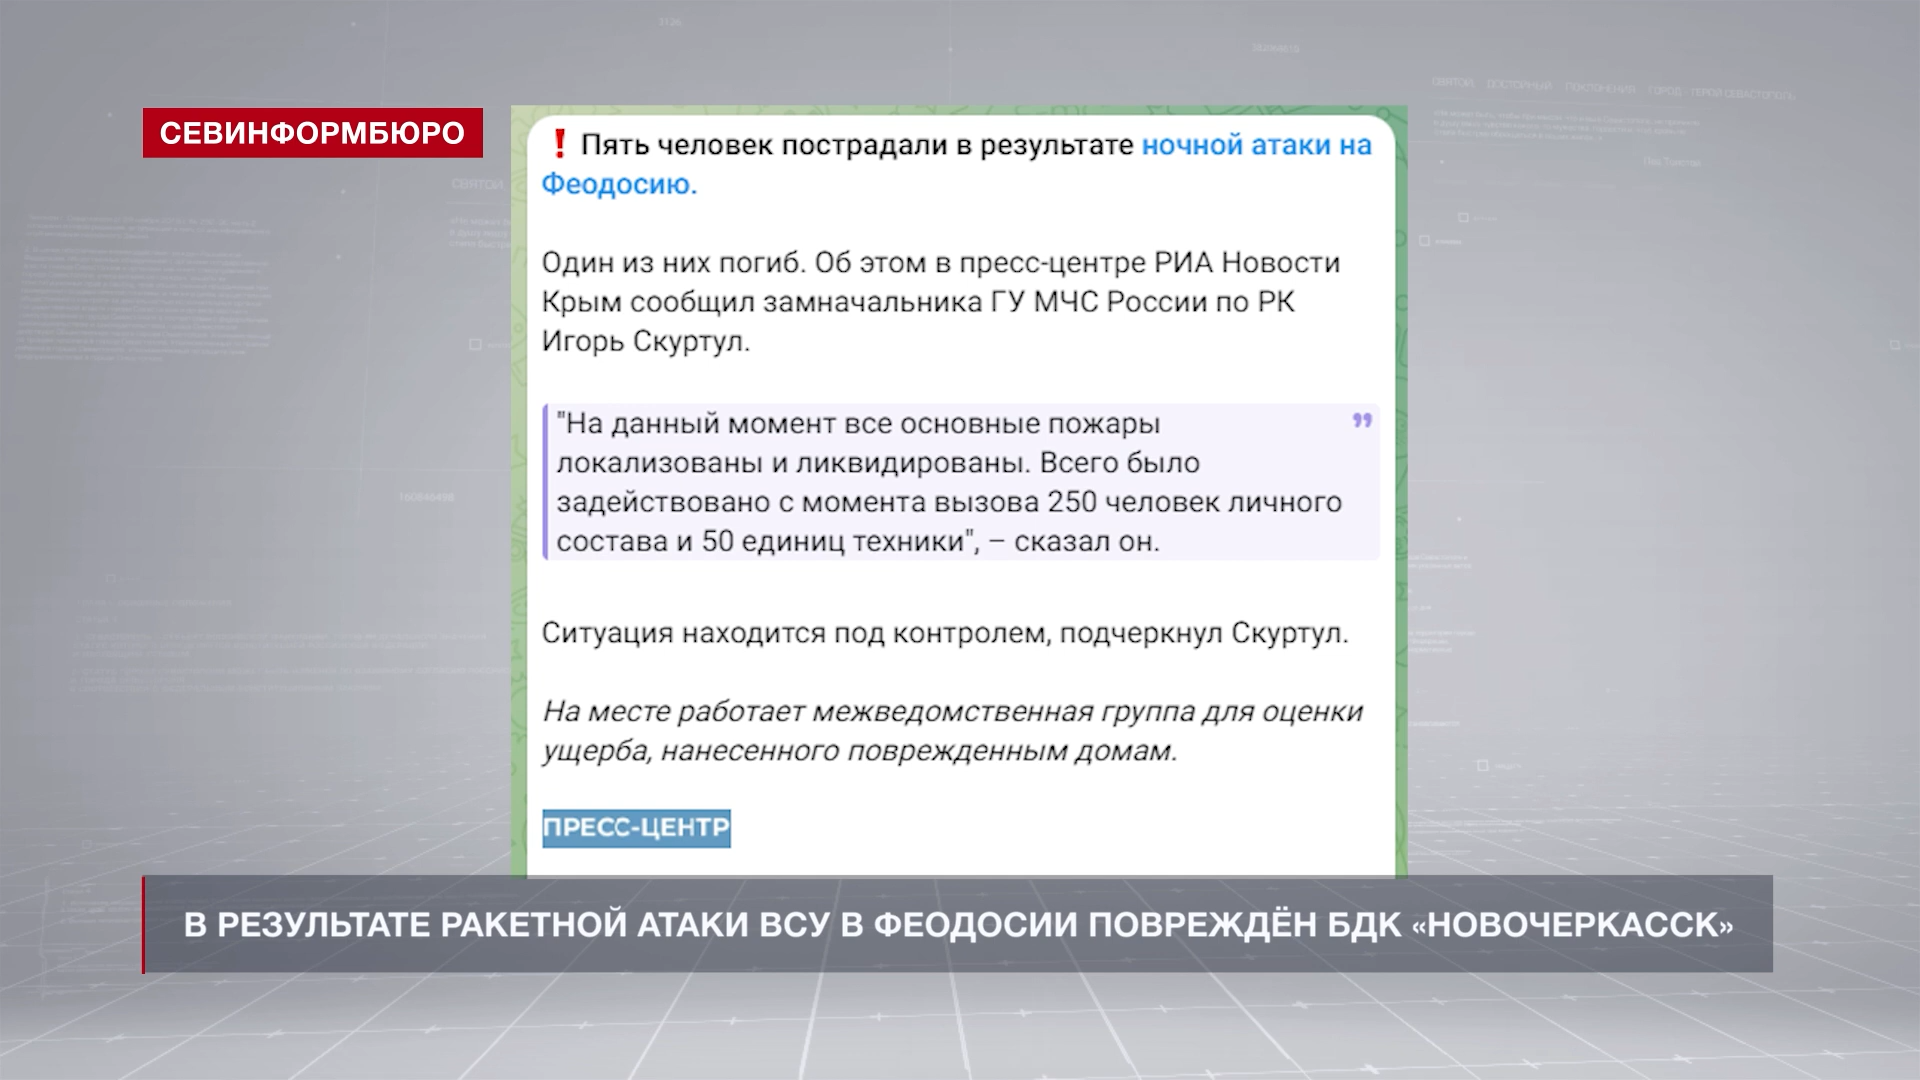 СЕВИНФОРМБЮРО
❗ Пять человек пострадали в результате ночной атаки на
Феодосию.
Один из них погиб. Об этом в пресс-центре РИА Новости
Крым сообщил замначальника ГУ МЧС России по РК
Игорь Скуртул.
"На данный момент все основные пожары
локализованы и ликвидированы. Всего было
задействовано с момента вызова 250 человек личного
состава и 50 единиц техники", – сказал он.
Ситуация находится под контролем, подчеркнул Скуртул.
На месте работает межведомственная группа для оценки
ущерба, нанесенного поврежденным домам.
ПРЕСС-ЦЕНТР
В РЕЗУЛЬТАТЕ РАКЕТНОЙ АТАКИ ВСУ В ФЕОДОСИИ ПОВРЕЖДЁН БДК «НОВОЧЕРКАССК»